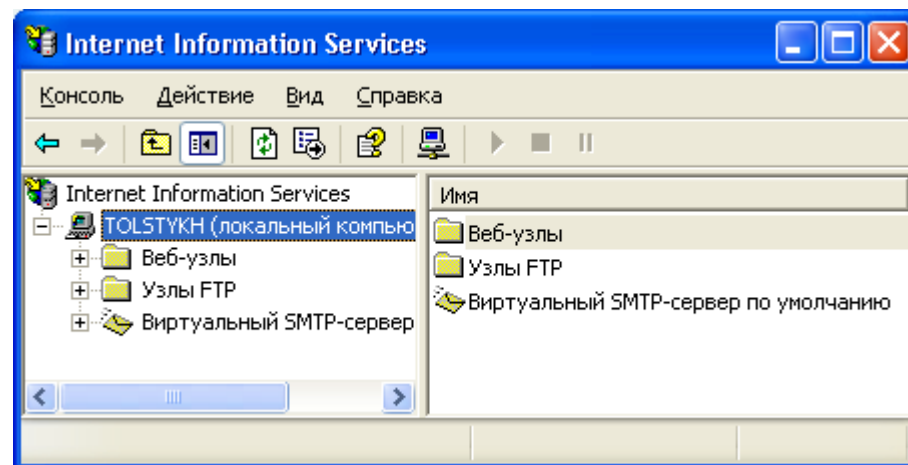 Internet Information Services
Консоль Действие Вид Справка
Internet Information Services
TOLSTYKH (локальный компью
Веб-узлы
Узлы FTP
Виртуальный SMTP-сервер
Имя
Веб-узлы
Узлы FTP
Виртуальный SMTP-сервер по умолчанию